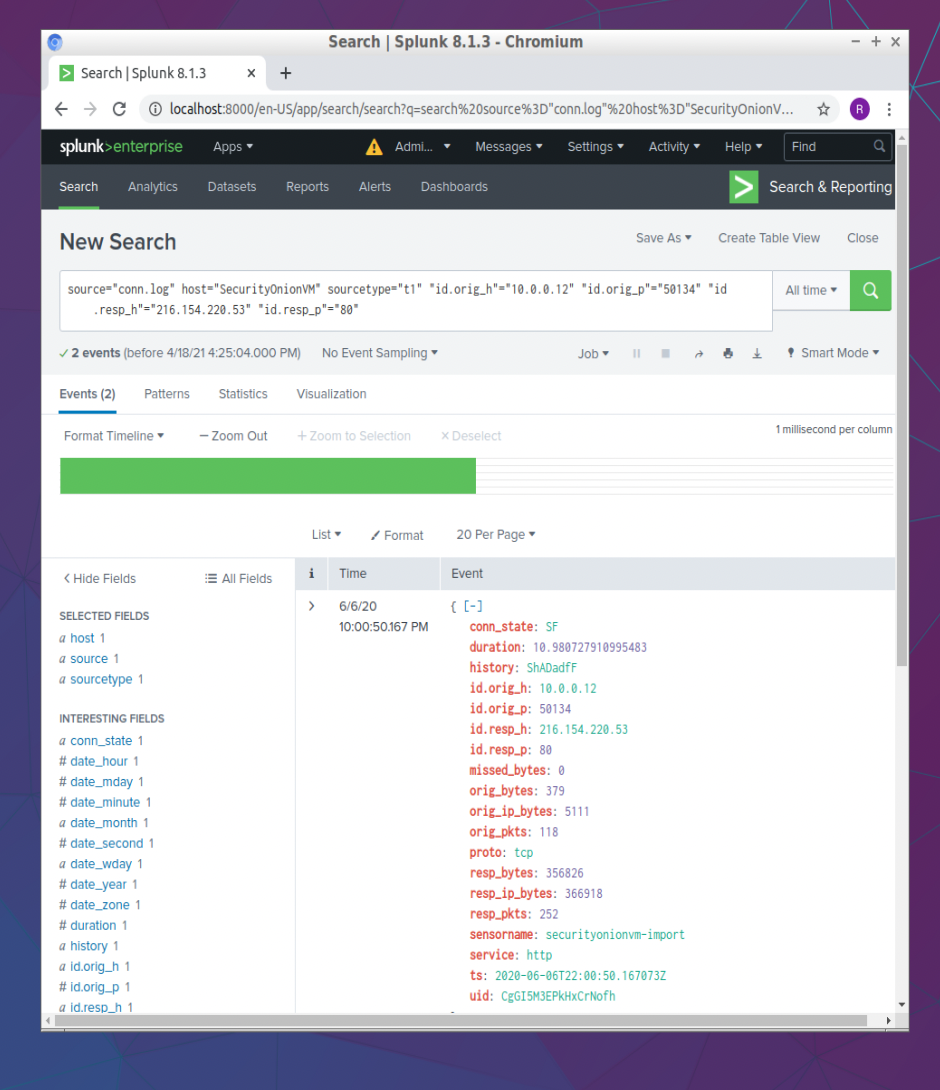 Search | Splunk 8.1.3 - Chromium
Search | Splunk 8.1.3
localhost:8000/en-US/app/search/search?q=search%20source%3D"conn.log"%20host%3D"SecurityOnionV...
R
splunk>enterprise Apps Admi... Messages Settings Activity Help Find
Search Analytics Datasets Reports Alerts Dashboards Search & Reporting
New Search Save As Create Table View Close
source="conn.log" host="SecurityOnionVM" sourcetype="t1" "id.orig_h"="10.0.0.12" "id.orig_p"="50134" "id
.resp_h"="216.154.220.53" "id.resp_p"="80"
All time
✓ 2 events (before 4/18/21 4:25:04.000 PM) No Event Sampling Job Smart Mode
Events (2) Patterns Statistics Visualization
Format Timeline — Zoom Out + Zoom to Selection × Deselect 1 millisecond per column
List Format 20 Per Page
< Hide Fields All Fields
SELECTED FIELDS
a host 1
a source 1
a sourcetype 1
INTERESTING FIELDS
a conn_state 1
# date_hour 1
# date_mday 1
# date_minute 1
a date_month 1
# date_second 1
a date_wday 1
# date_year 1
# date_zone 1
# duration 1
a history 1
a id.orig_h 1
# id.orig_p 1
a id.resp_h 1
i Time Event
> 6/6/20
10:00:50.167 PM
{ [-]
conn_state: SF
duration: 10.980727910995483
history: ShADadfF
id.orig_h: 10.0.0.12
id.orig_p: 50134
id.resp_h: 216.154.220.53
id.resp_p: 80
missed_bytes: 0
orig_bytes: 379
orig_ip_bytes: 5111
orig_pkts: 118
proto: tcp
resp_bytes: 356826
resp_ip_bytes: 366918
resp_pkts: 252
sensorname: securityonionvm-import
service: http
ts: 2020-06-06T22:00:50.167073Z
uid: CgGI5M3EPkHxCrNofh